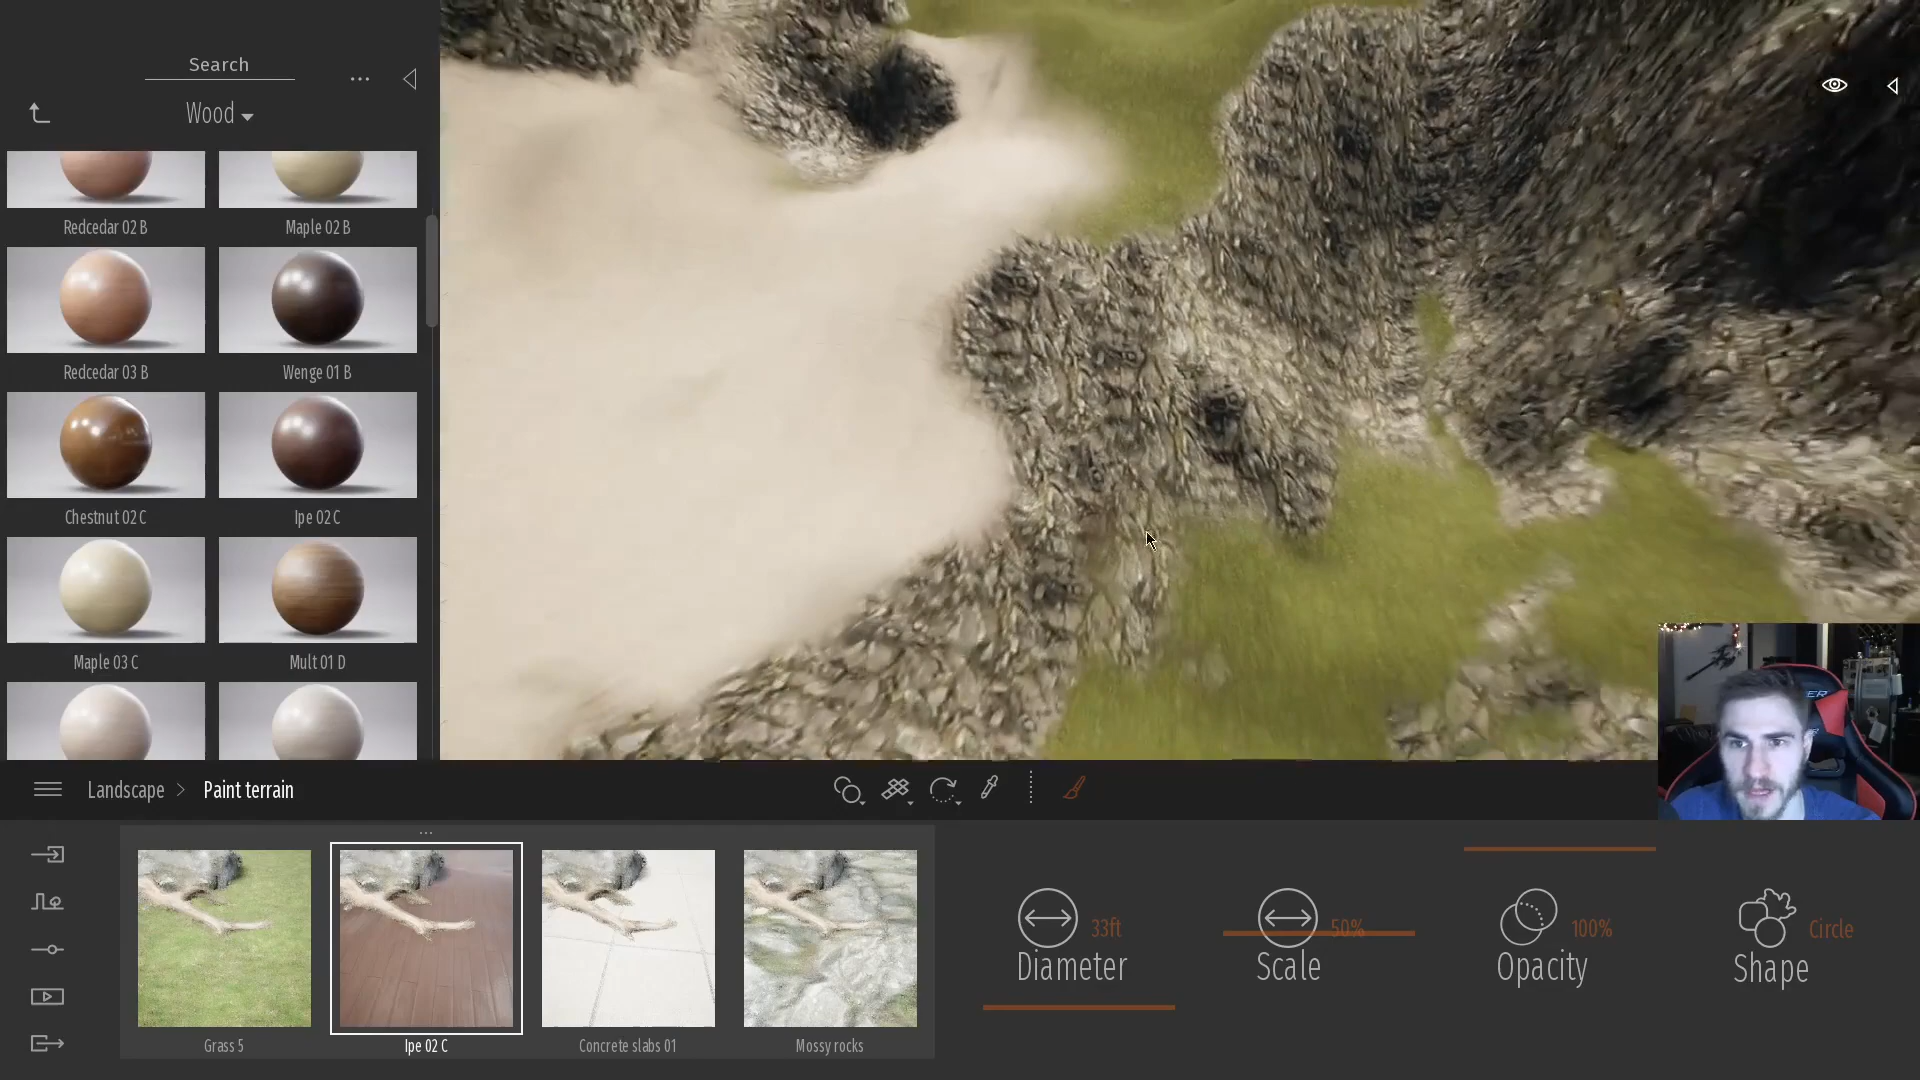 Search
Wood
Redcedar 02 B
Maple 02 B
Redcedar 03 B
Wenge 01 B
Chestnut 02 C
Ipe 02 C
Maple 03 C
Mult 01 D
Landscape
Paint terrain
Grass 5
Ipe 02 C
Concrete slabs 01
Mossy rocks
33ft
Diameter
50%
Scale
100%
Opacity
Circle
Shape